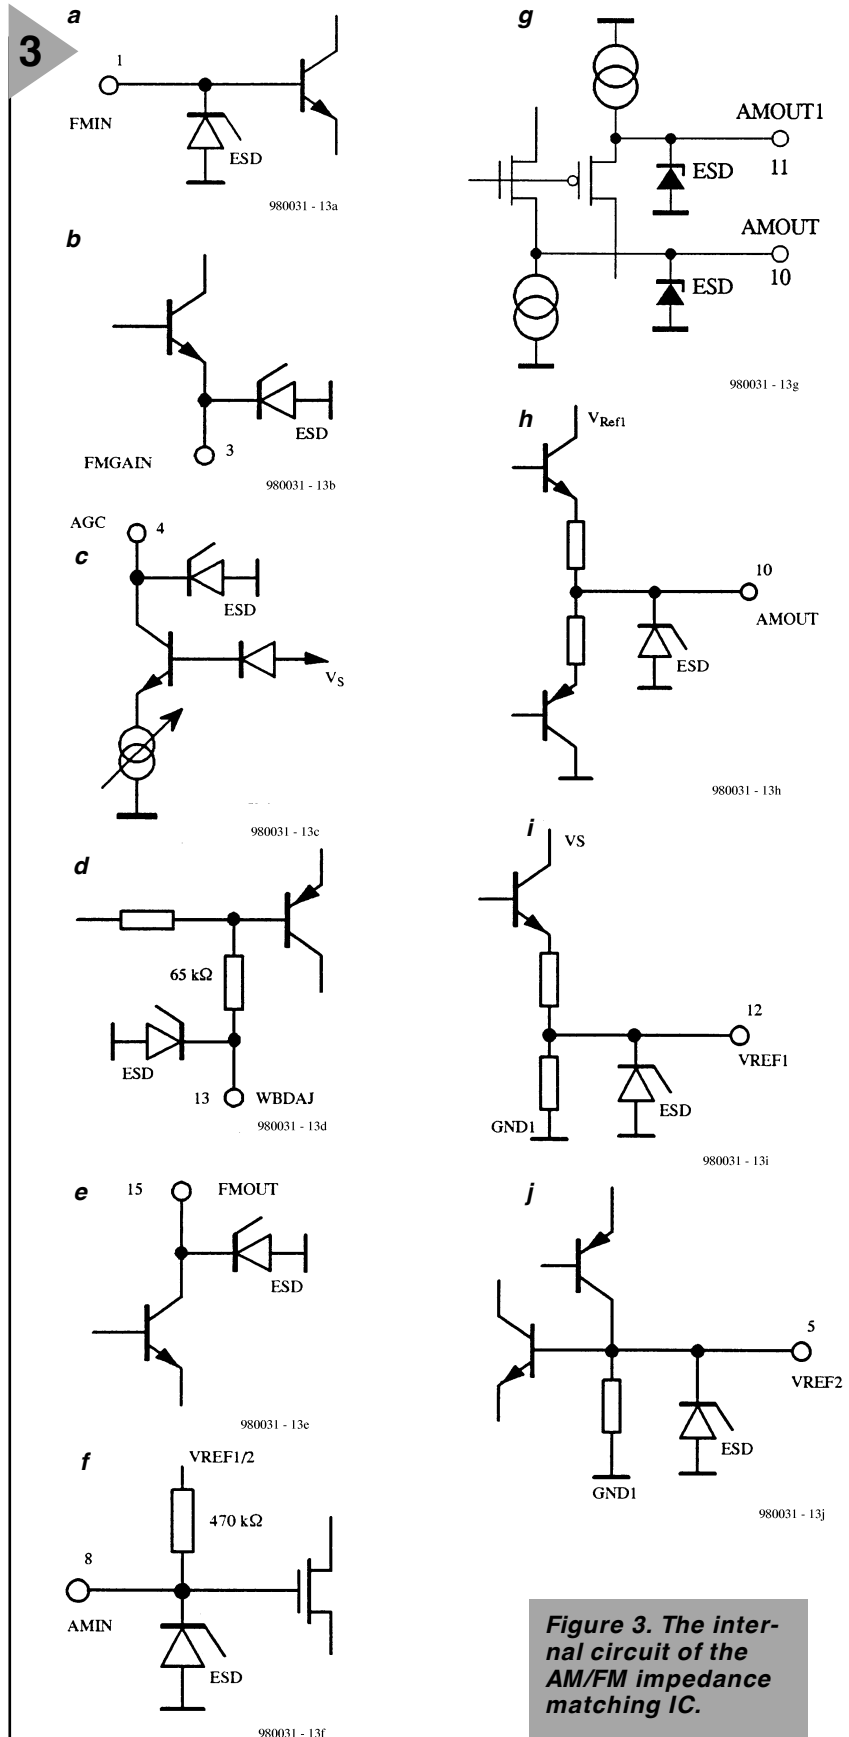 3
a
1
FMIN
ESD
980031 - 13a
b
ESD
3
FMGAIN
980031 - 13b
AGC
4
c
ESD
VS
980031 - 13c
d
65 kΩ
ESD
13
WBDAJ
980031 - 13d
e
15
FMOUT
ESD
980031 - 13e
f
VREF1/2
470 kΩ
8
AMIN
ESD
980031 - 13f
g
AMOUT1
ESD
11
AMOUT
ESD
10
980031 - 13g
h
VRef1
10
AMOUT
ESD
980031 - 13h
i
VS
12
VREF1
ESD
GND1
980031 - 13i
j
5
VREF2
ESD
GND1
980031 - 13j
Figure 3. The inter-
nal circuit of the
AM/FM impedance
matching IC.